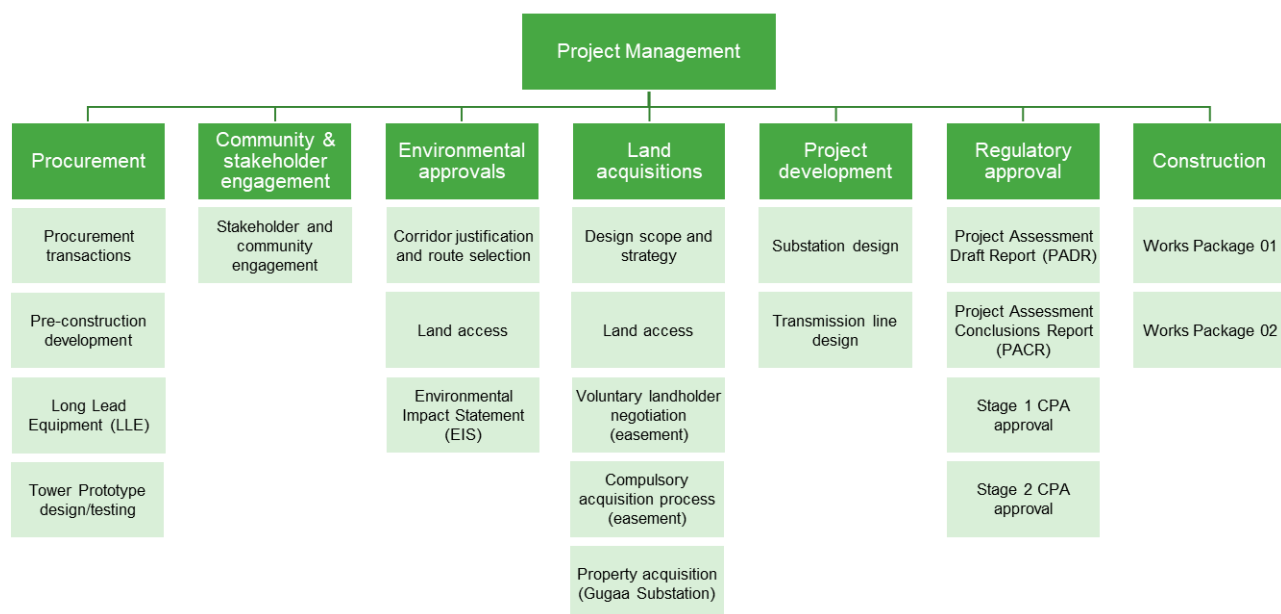 Project Management
Procurement
Procurement
transactions
Pre-construction
development
Long Lead
Equipment (LLE)
Tower Prototype
design/testing
Community &
stakeholder
engagement
Stakeholder and
community
engagement
Environmental
approvals
Corridor justification
and route selection
Land access
Environmental
Impact Statement
(EIS)
Land
acquisitions
Design scope and
strategy
Land access
Voluntary landholder
negotiation
(easement)
Compulsory
acquisition process
(easement)
Property acquisition
(Gugaa Substation)
Project
development
Substation design
Transmission line
design
Regulatory
approval
Project Assessment
Draft Report (PADR)
Project Assessment
Conclusions Report
(PACR)
Stage 1 CPA
approval
Stage 2 CPA
approval
Construction
Works Package 01
Works Package 02